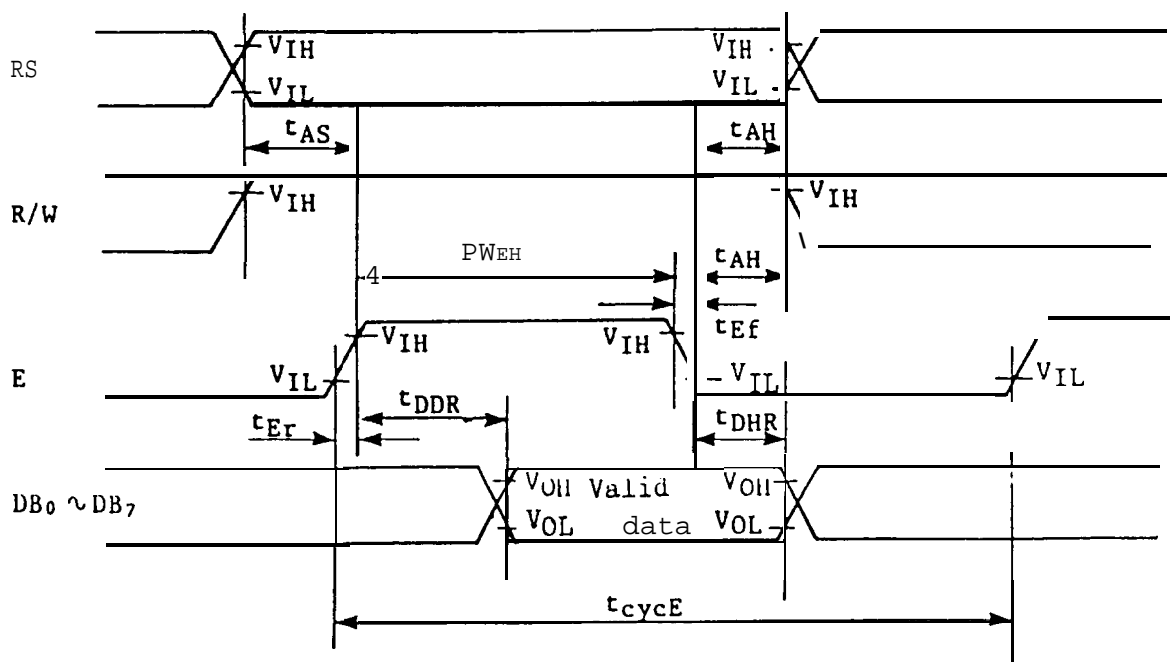 RS
VIH
VIH
VIL
VIL
tAS
tAH
R/W
VIH
VIH
PWEH
4
tAH
tEf
VIH
VIH
E
VIL
VIL
VIL
tDDR
tEr
tDHR
DB0 ~ DB7
VOH Valid VOH
VOL data VOL
tcycE